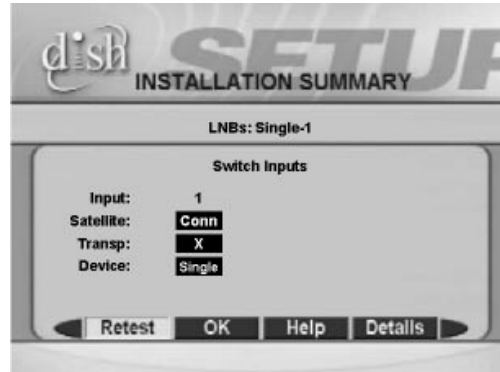 dish SETUP
INSTALLATION SUMMARY
LNBs: Single-1
Switch Inputs
Input: 1
Satellite: Conn
Transp: X
Device: Single
Retest OK Help Details